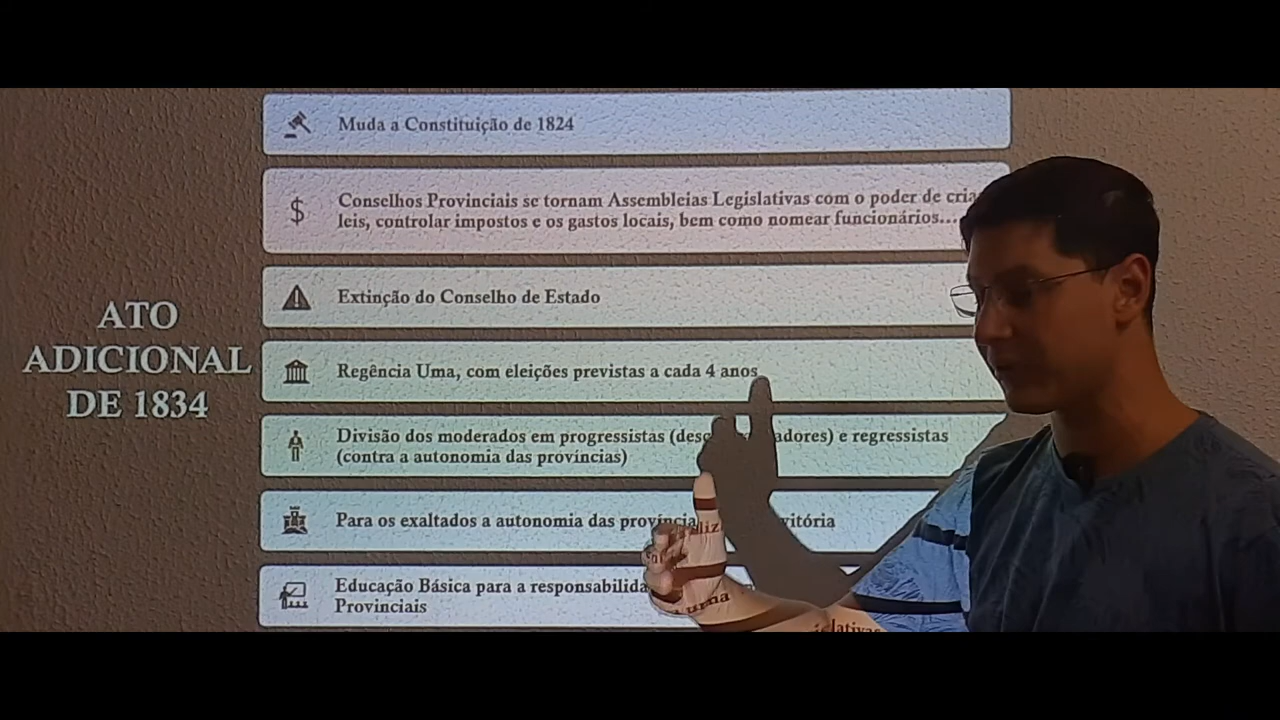 ATO
ADICIONAL
DE 1834
Muda a Constituição de 1824
Conselhos Provinciais se tornam Assembleias Legislativas com o poder de
leis, controlar impostos e os gastos locais, bem como nomear funcionários...
Extinção do Conselho de Estado
Regência Uma, com eleições previstas a cada 4 anos
Divisão dos moderados em progressistas e regressistas
(contra a autonomia das províncias)
Para os exaltados a autonomia das
Educação Básica para a
Provinciais